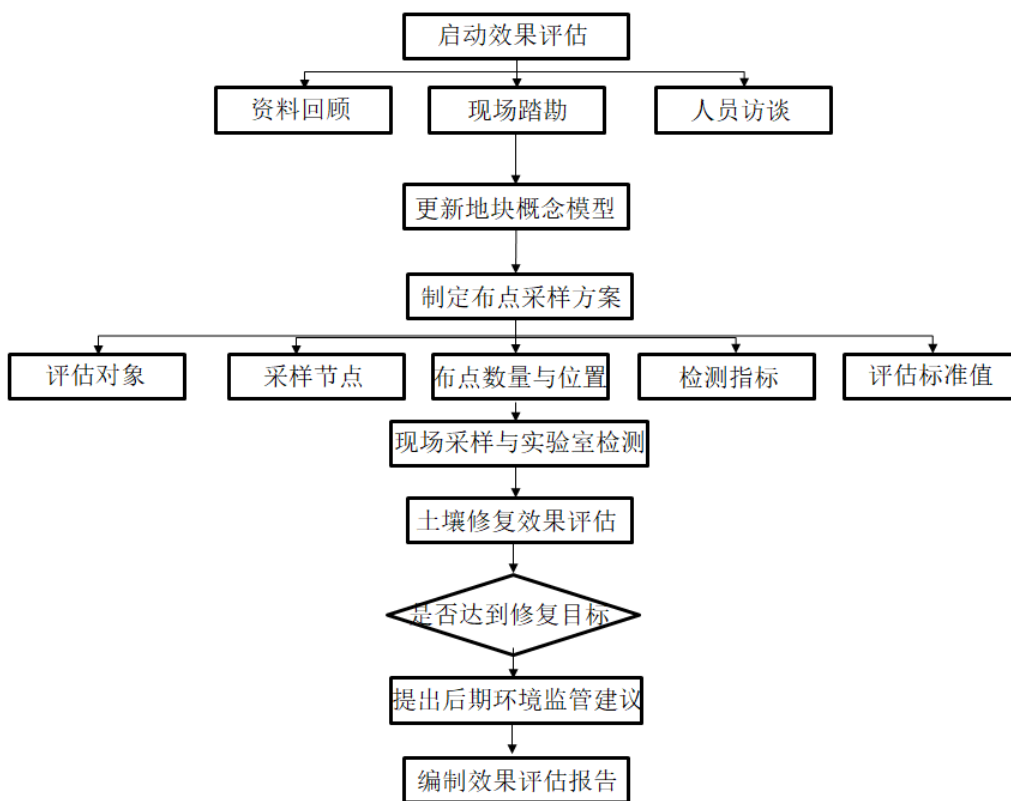 启动效果评估
资料回顾
现场踏勘
人员访谈
更新地块概念模型
制定布点采样方案
评估对象
采样节点
布点数量与位置
检测指标
评估标准值
现场采样与实验室检测
土壤修复效果评估
是否达到修复目标
提出后期环境监管建议
编制效果评估报告